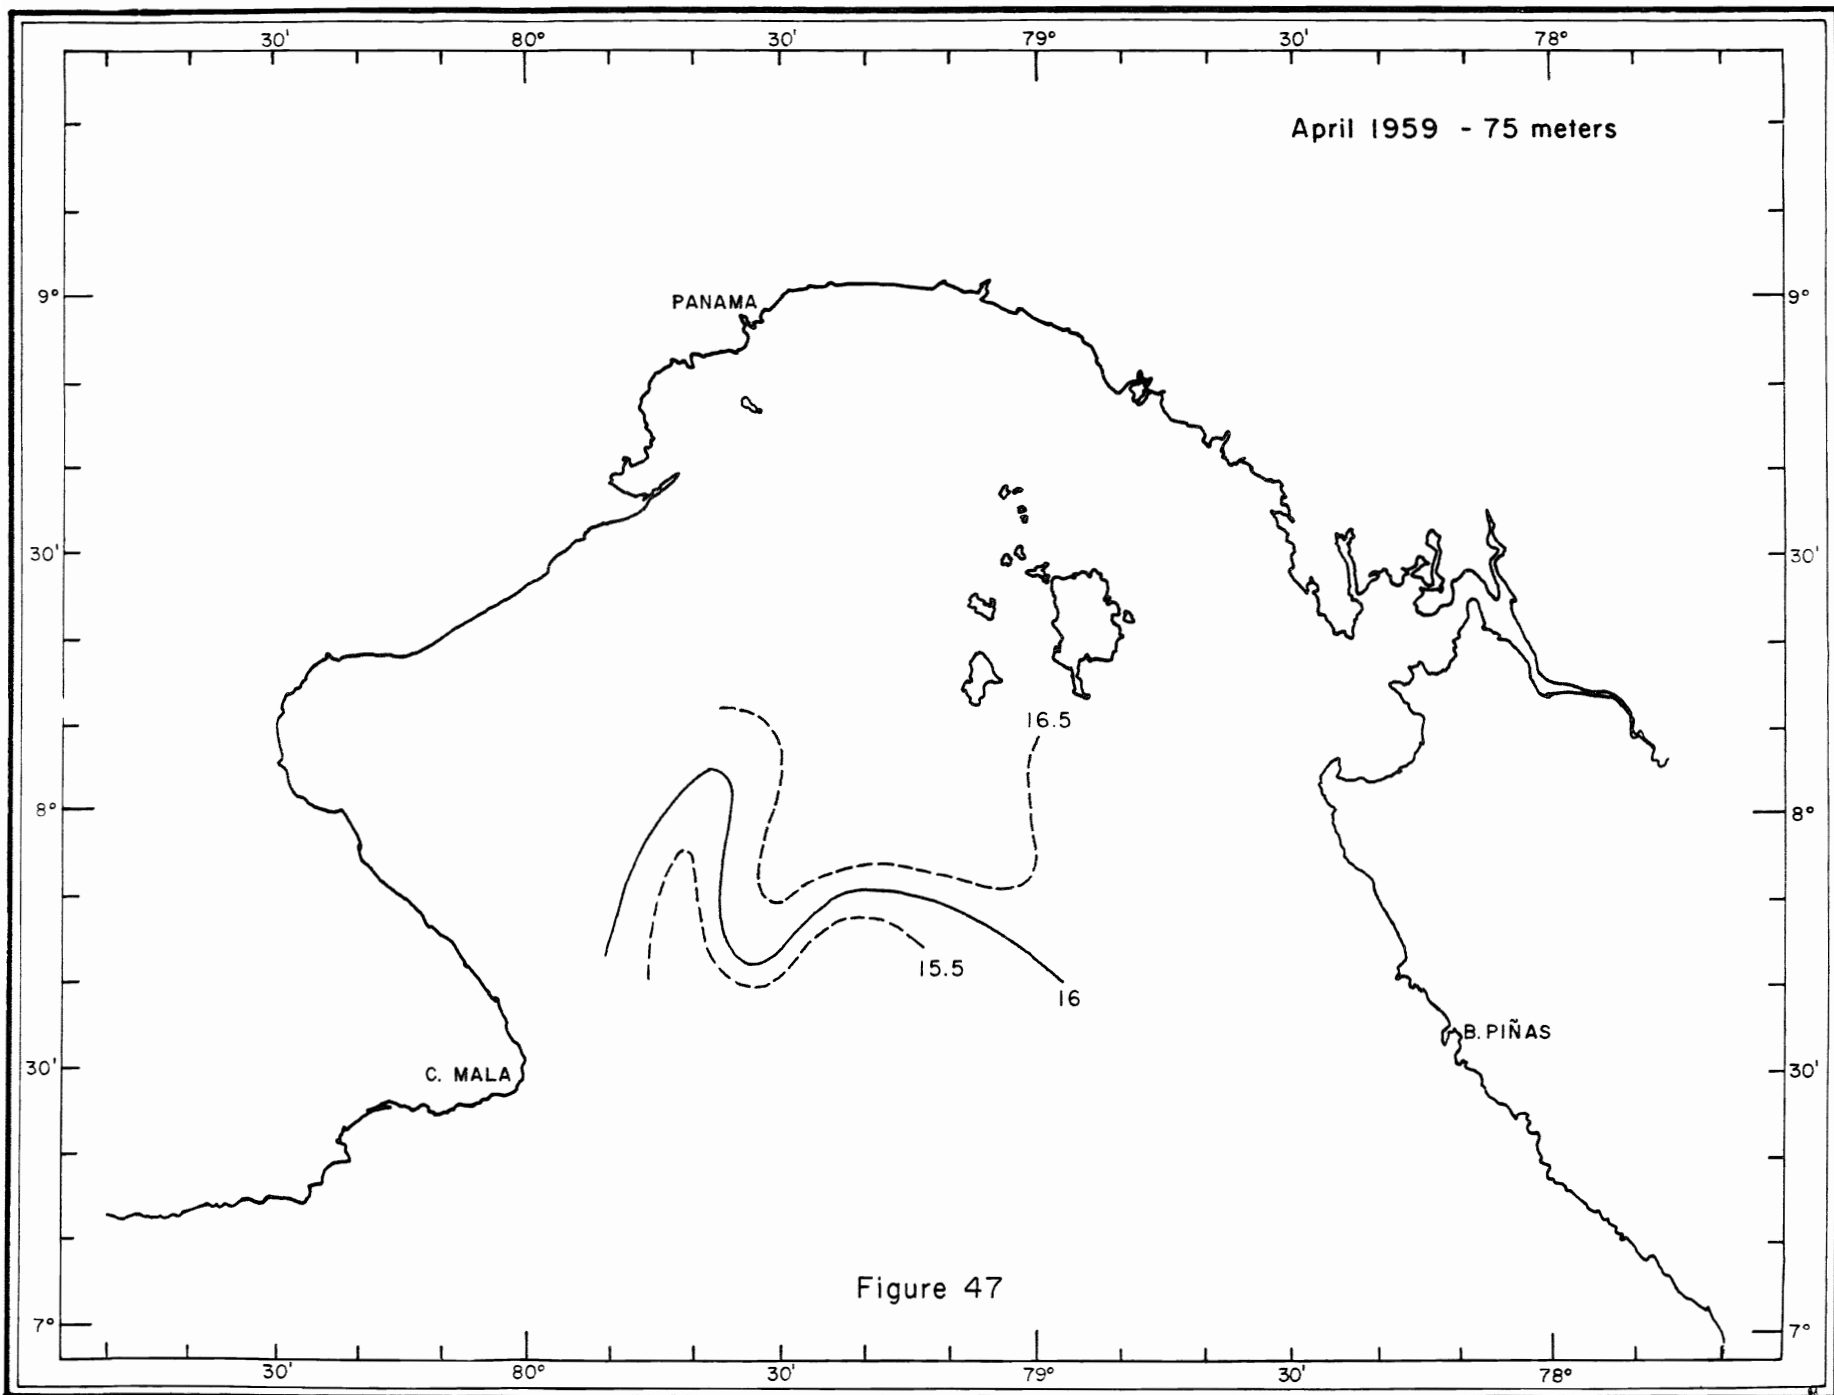 30' 80° 30' 79° 30' 78°
April 1959 - 75 meters
9° PANAMA 9°
30' 30'
16.5
8° 8°
15.5
16
B. PIÑAS
30' C. MALA 30'
Figure 47
7° 7°
30' 80° 30' 79° 30' 78°